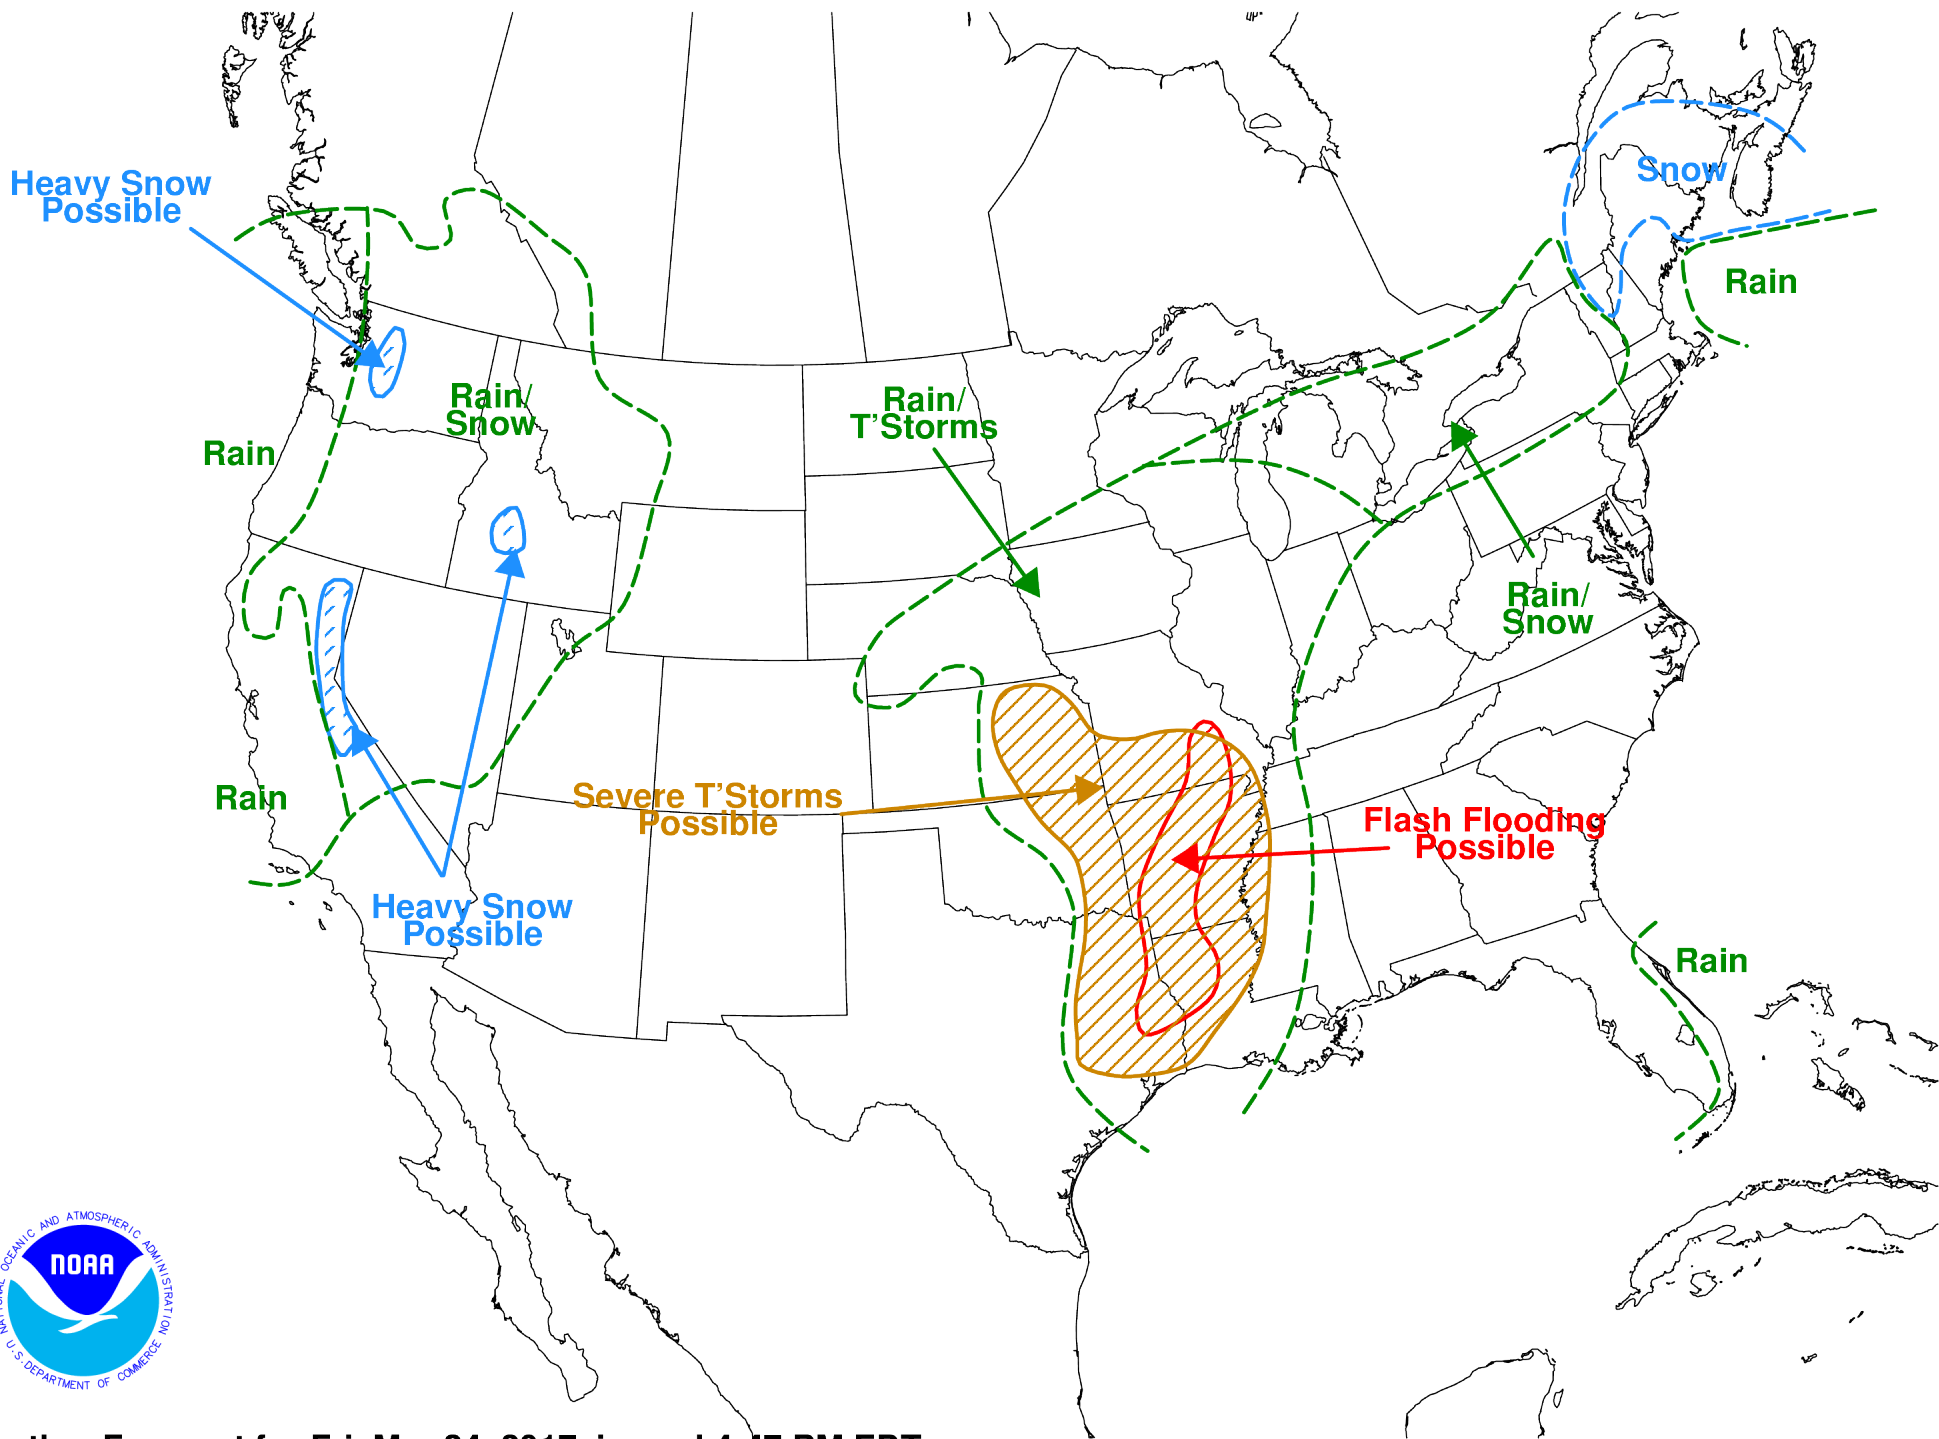 Heavy Snow
Possible
Snow
Rain
Rain/
Snow
Rain/
T'Storms
Rain
Rain/
Snow
Severe T'Storms
Possible
Rain
Flash Flooding
Possible
Heavy Snow
Possible
Rain
NOAA
OCEANIC AND ATMOSPHERIC ADMINISTRATION
U.S. DEPARTMENT OF COMMERCE